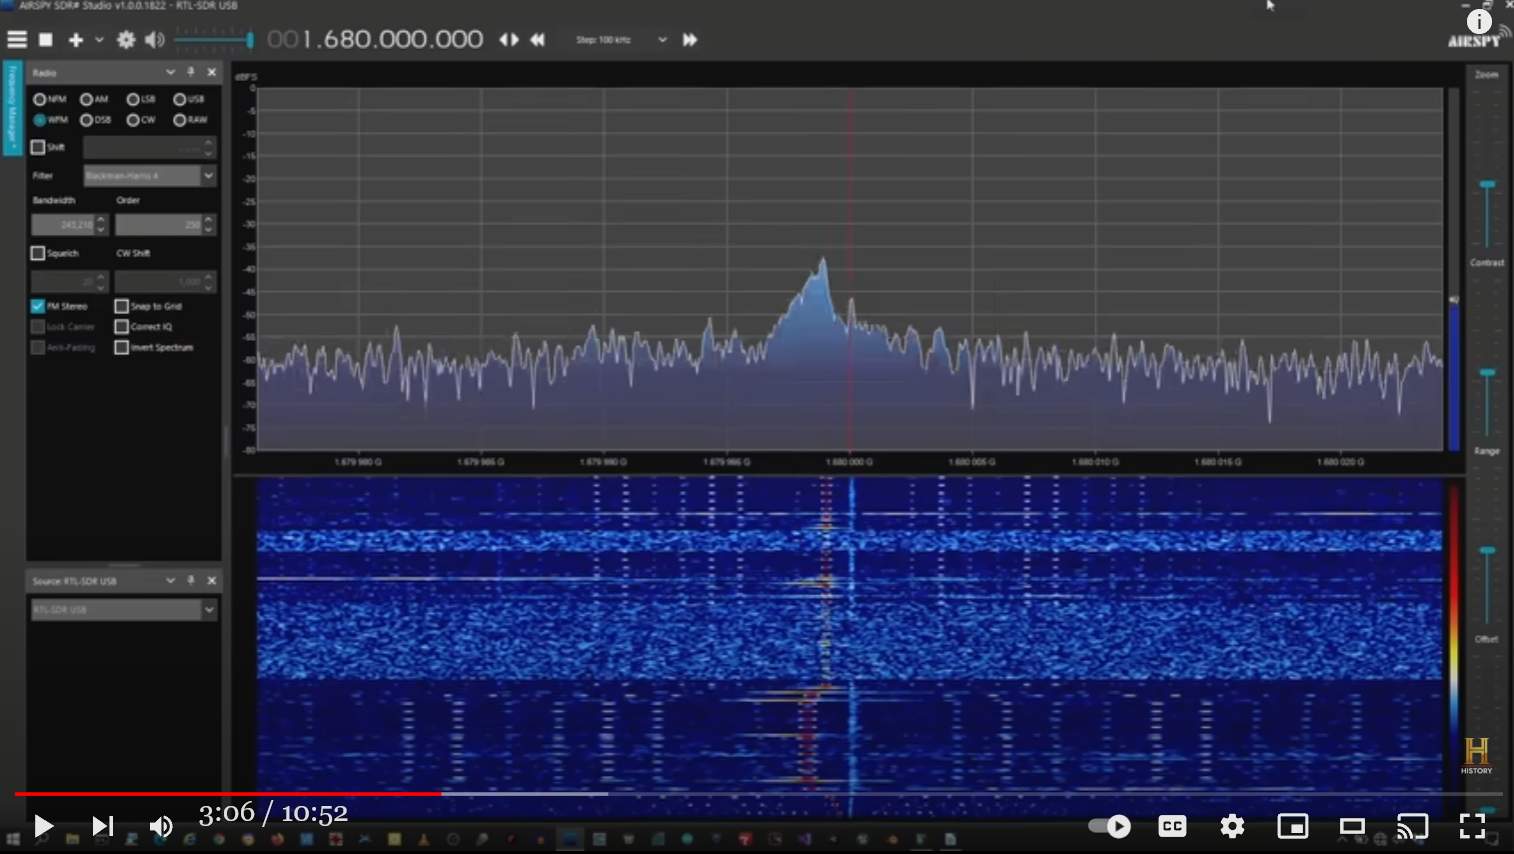 AIRSPY SDR# Studio v1.0.0.1822 - RTL-SDR USB
001.680.000.000
Step: 100 kHz
AIRSPY
Frequency Manager *
Radio
NFM AM LSB USB
WFM DSB CW RAW
Shift
Filter Blackman-Harris 4
Bandwidth Order
243,210 250
Squelch CW Shift
20 1,000
FM Stereo Snap to Grid
Lock Carrier Correct IQ
Anti-Fading Invert Spectrum
Source: RTL-SDR USB
RTL-SDR USB
dBFS
0
-5
-10
-15
-20
-25
-30
-35
-40
-45
-50
-55
-60
-65
-70
-75
-80
1.679 980 G 1.679 985 G 1.679 990 G 1.679 995 G 1.680 000 G 1.680 005 G 1.680 010 G 1.680 015 G 1.680 020 G
Zoom
Contrast
Range
Offset
H
HISTORY
3:06 / 10:52
CC